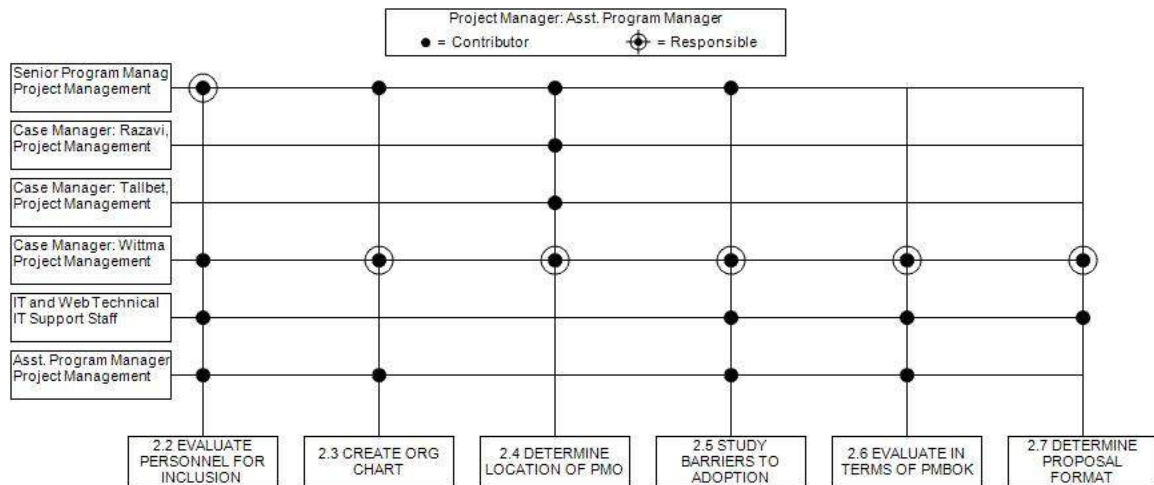 Project Manager: Asst. Program Manager
= Contributor
= Responsible
Senior Program Manag
Project Management
Case Manager: Razavi,
Project Management
Case Manager: Tallbet,
Project Management
Case Manager: Wittma
Project Management
IT and Web Technical
IT Support Staff
Asst. Program Manager
Project Management
2.2 EVALUATE
PERSONNEL FOR
INCLUSION
2.3 CREATE ORG
CHART
2.4 DETERMINE
LOCATION OF PMO
2.5 STUDY
BARRIERS TO
ADOPTION
2.6 EVALUATE IN
TERMS OF PMBOK
2.7 DETERMINE
PROPOSAL
FORMAT